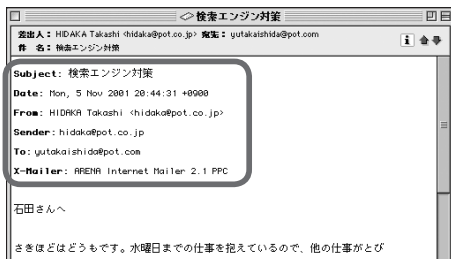 検索エンジン対策
差出人： HIDAKA Takashi <hidaka@pot.co.jp> 宛先： yutakaishida@pot.com
件　名： 検索エンジン対策
Subject: 検索エンジン対策
Date: Mon, 5 Nov 2001 20:44:31 +0900
From: HIDAKA Takashi <hidaka@pot.co.jp>
Sender: hidaka@pot.co.jp
To: yutakaishida@pot.com
X-Mailer: ARENA Internet Mailer 2.1 PPC
石田さんへ
さきほどはどうもです。水曜日までの仕事を抱えているので、他の仕事がとび